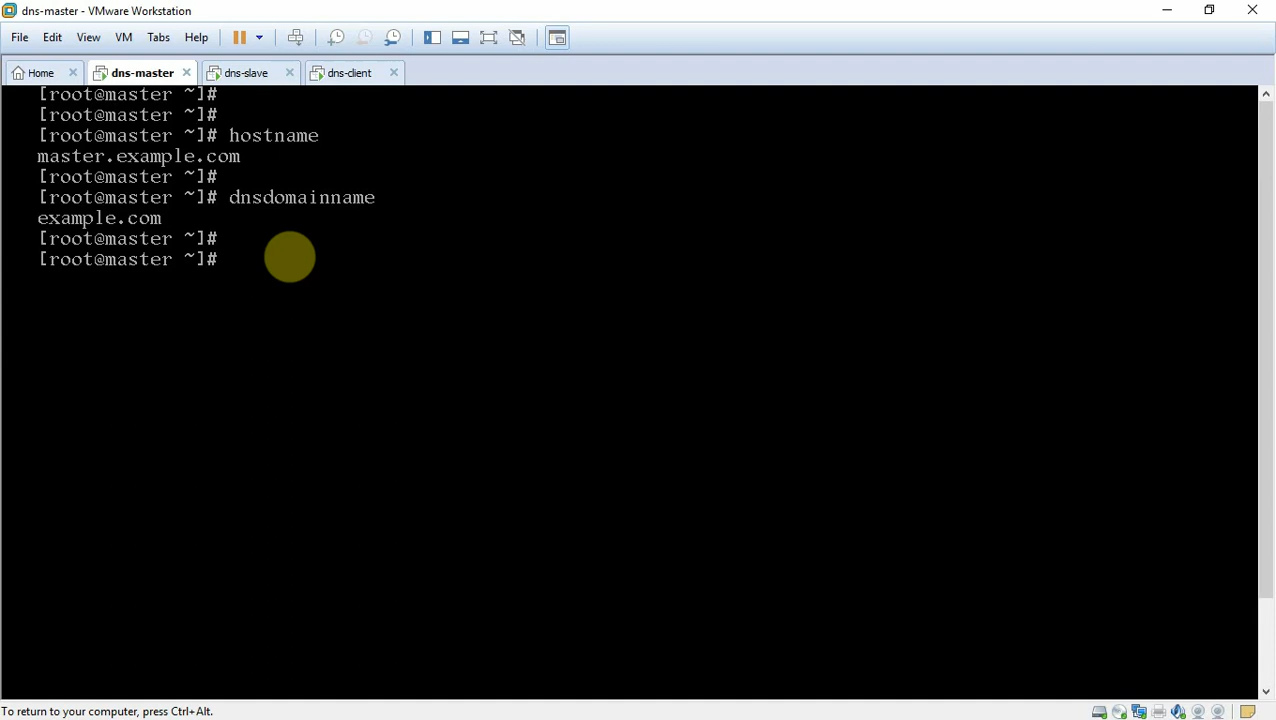 dns-master - VMware Workstation
File Edit View VM Tabs Help
Home dns-master dns-slave dns-client
[root@master ~]#
[root@master ~]#
[root@master ~]# hostname
master.example.com
[root@master ~]#
[root@master ~]# dnsdomainname
example.com
[root@master ~]#
[root@master ~]#
To return to your computer, press Ctrl+Alt.